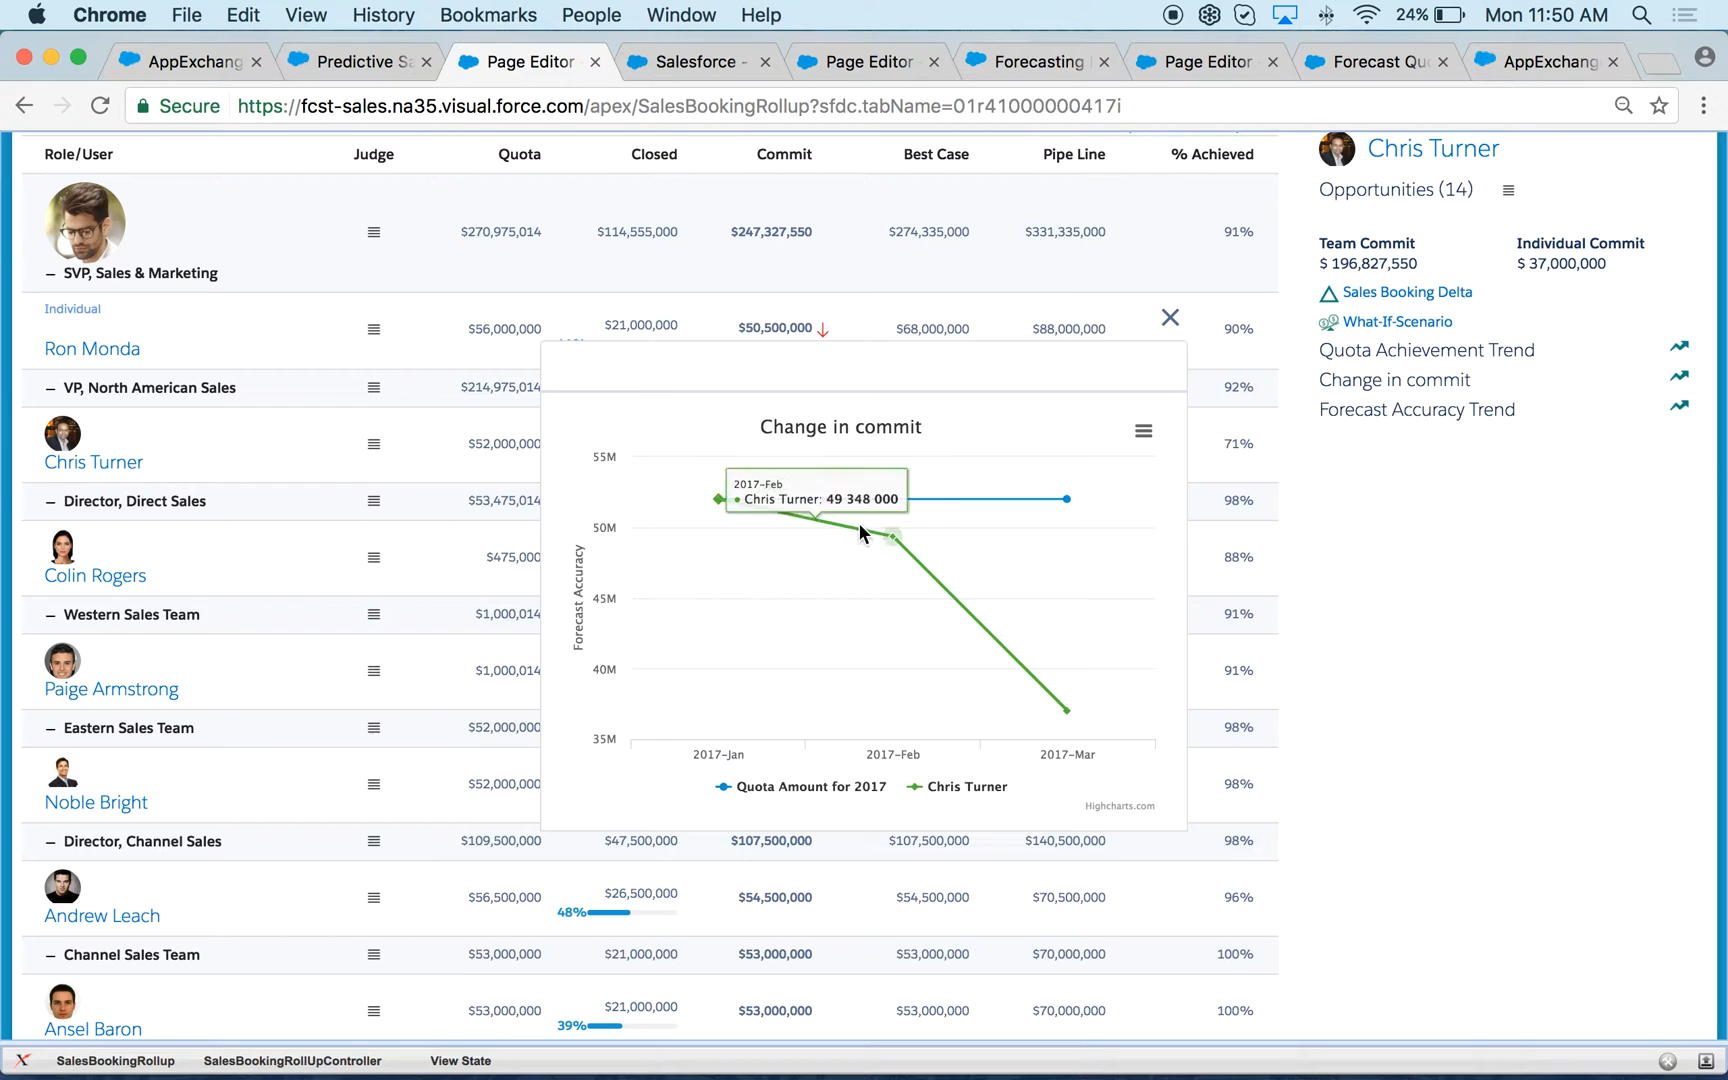 Chrome File Edit View History Bookmarks People Window Help 24% Mon 11:50 AM
AppExchang Predictive Sa Page Editor Salesforce - Page Editor Forecasting Page Editor Forecast Qu AppExchang
Secure https://fcst-sales.na35.visual.force.com/apex/SalesBookingRollup?sfdc.tabName=01r41000000417i
Role/User Judge Quota Closed Commit Best Case Pipe Line % Achieved
$270,975,014 $114,555,000 $247,327,550 $274,335,000 $331,335,000 91%
– SVP, Sales & Marketing
Individual
Ron Monda $56,000,000 $21,000,000 $50,500,000 $68,000,000 $88,000,000 90%
– VP, North American Sales $214,975,014 92%
Chris Turner $52,000,000 71%
– Director, Direct Sales $53,475,014 98%
Colin Rogers $475,000 88%
– Western Sales Team $1,000,014 91%
Paige Armstrong $1,000,014 91%
– Eastern Sales Team $52,000,000 98%
Noble Bright $52,000,000 98%
– Director, Channel Sales $109,500,000 $47,500,000 $107,500,000 $107,500,000 $140,500,000 98%
Andrew Leach $56,500,000 $26,500,000 $54,500,000 $54,500,000 $70,500,000 96%
48%
– Channel Sales Team $53,000,000 $21,000,000 $53,000,000 $53,000,000 $70,000,000 100%
Ansel Baron $53,000,000 $21,000,000 $53,000,000 $53,000,000 $70,000,000 100%
39%
Change in commit
55M
50M
45M
40M
35M
Forecast Accuracy
2017-Feb
Chris Turner: 49 348 000
2017-Jan 2017-Feb 2017-Mar
Quota Amount for 2017 Chris Turner
Highcharts.com
Chris Turner
Opportunities (14)
Team Commit Individual Commit
$ 196,827,550 $ 37,000,000
Sales Booking Delta
What-If-Scenario
Quota Achievement Trend
Change in commit
Forecast Accuracy Trend
SalesBookingRollup SalesBookingRollUpController View State